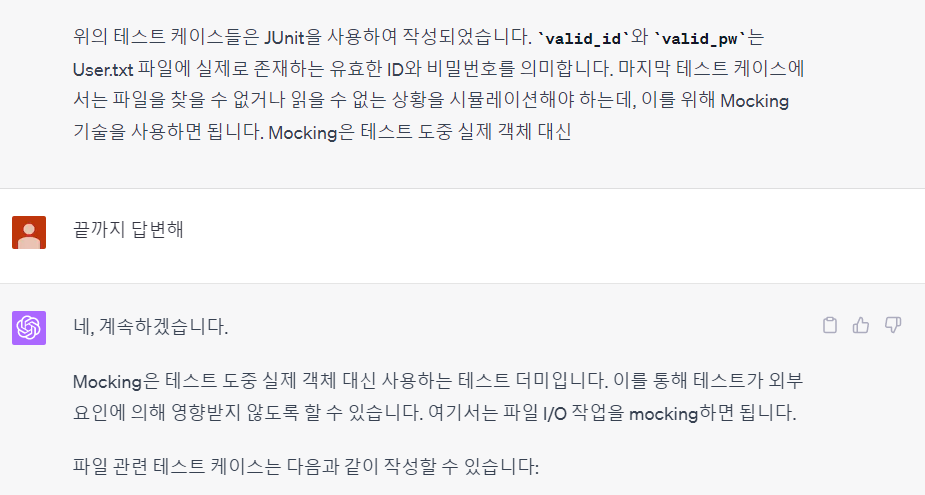 위의 테스트 케이스들은 JUnit을 사용하여 작성되었습니다. `valid_id`와 `valid_pw`는
User.txt 파일에 실제로 존재하는 유효한 ID와 비밀번호를 의미합니다. 마지막 테스트 케이스에
서는 파일을 찾을 수 없거나 읽을 수 없는 상황을 시뮬레이션해야 하는데, 이를 위해 Mocking
기술을 사용하면 됩니다. Mocking은 테스트 도중 실제 객체 대신
끝까지 답변해
네, 계속하겠습니다.
Mocking은 테스트 도중 실제 객체 대신 사용하는 테스트 더미입니다. 이를 통해 테스트가 외부
요인에 의해 영향받지 않도록 할 수 있습니다. 여기서는 파일 I/O 작업을 mocking하면 됩니다.
파일 관련 테스트 케이스는 다음과 같이 작성할 수 있습니다: